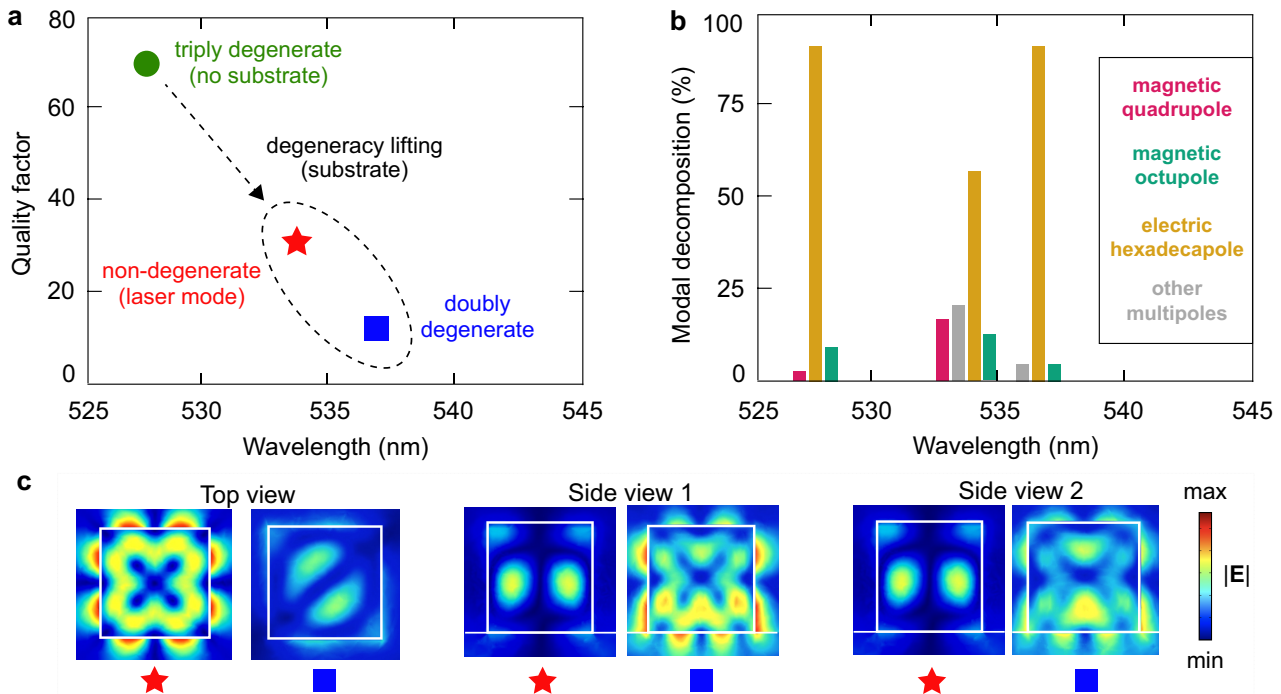 a
80
60
40
20
0
Quality factor
triply degenerate
(no substrate)
degeneracy lifting
(substrate)
non-degenerate
(laser mode)
doubly
degenerate
525
530
535
540
545
Wavelength (nm)
b
100
75
50
25
0
Modal decomposition (%)
magnetic
quadrupole
magnetic
octupole
electric
hexadecapole
other
multipoles
525
530
535
540
545
Wavelength (nm)
c
Top view
Side view 1
Side view 2
max
|E|
min